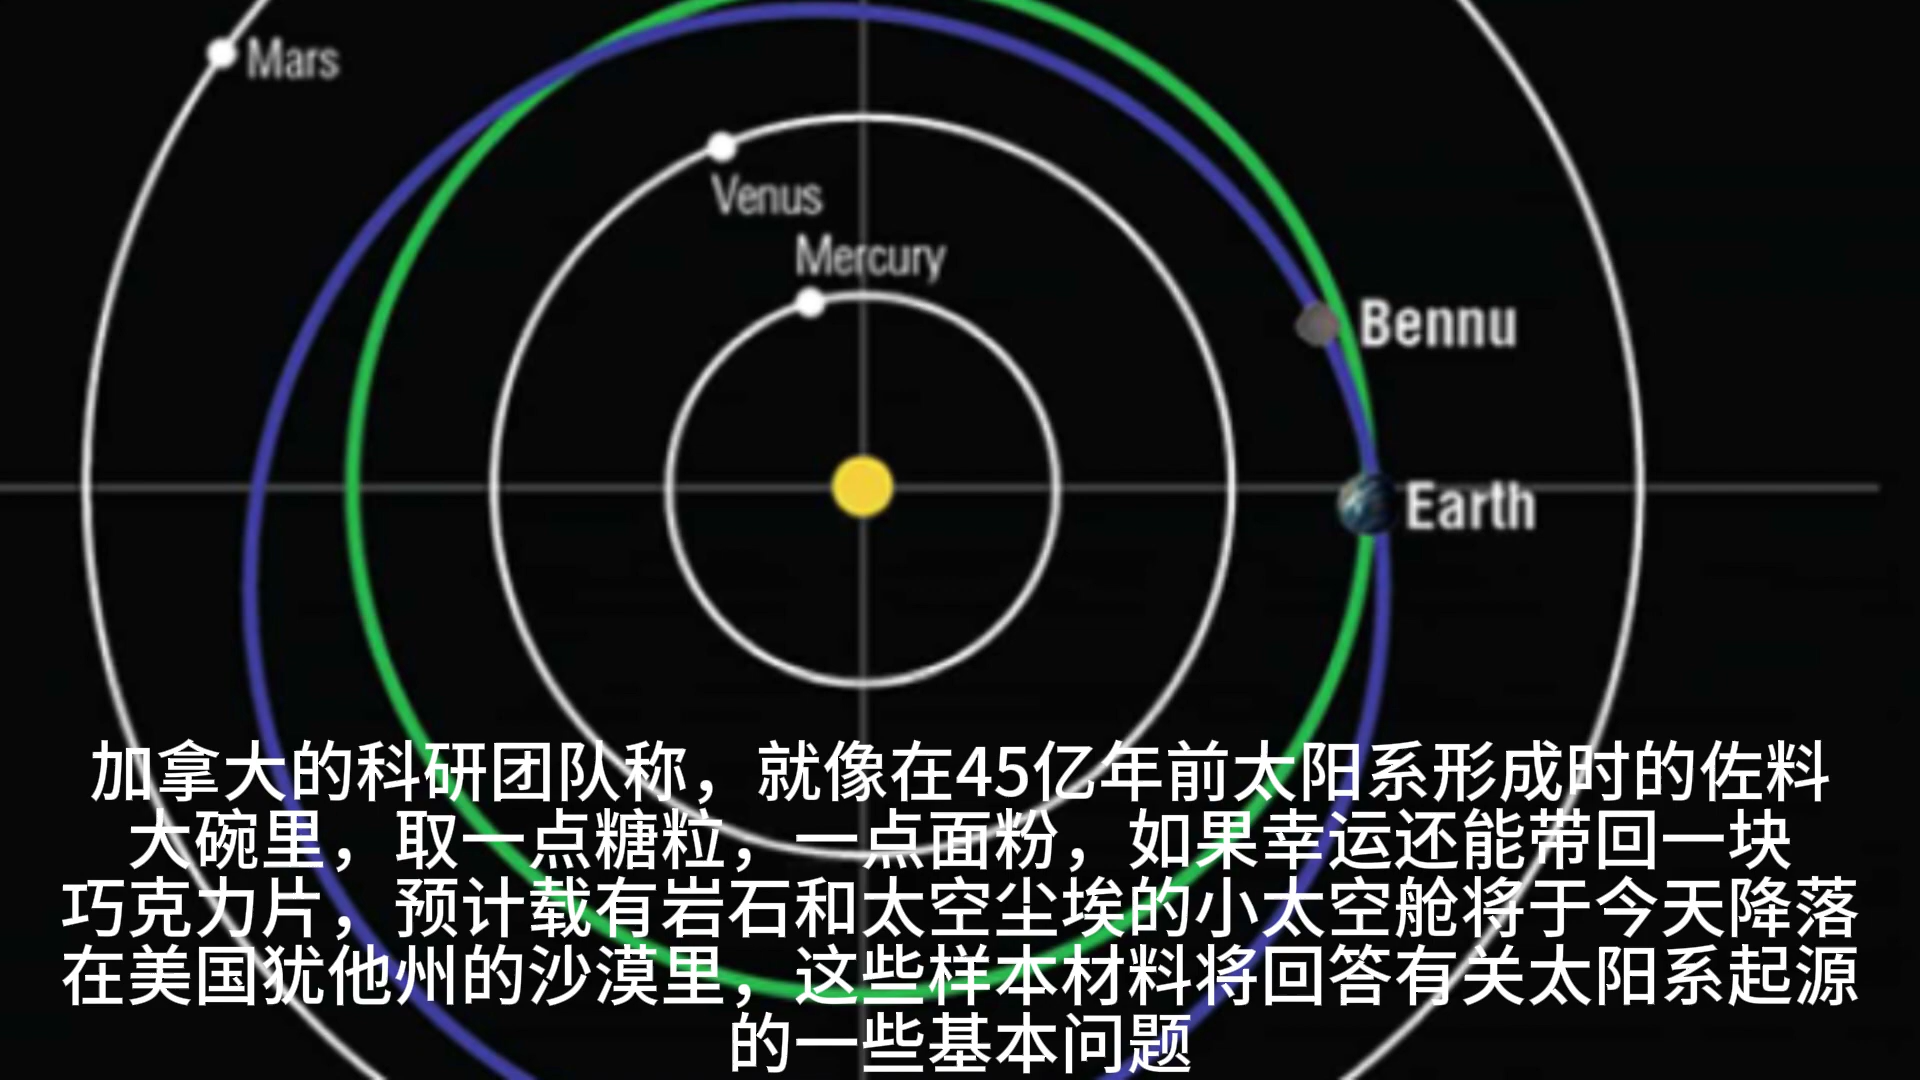 Mars
Venus
Mercury
Bennu
Earth
加拿大的科研团队称，就像在45亿年前太阳系形成时的佐料
大碗里，取一点糖粒，一点面粉，如果幸运还能带回一块
巧克力片，预计载有岩石和太空尘埃的小太空舱将于今天降落
在美国犹他州的沙漠里，这些样本材料将回答有关太阳系起源
的一些基本问题